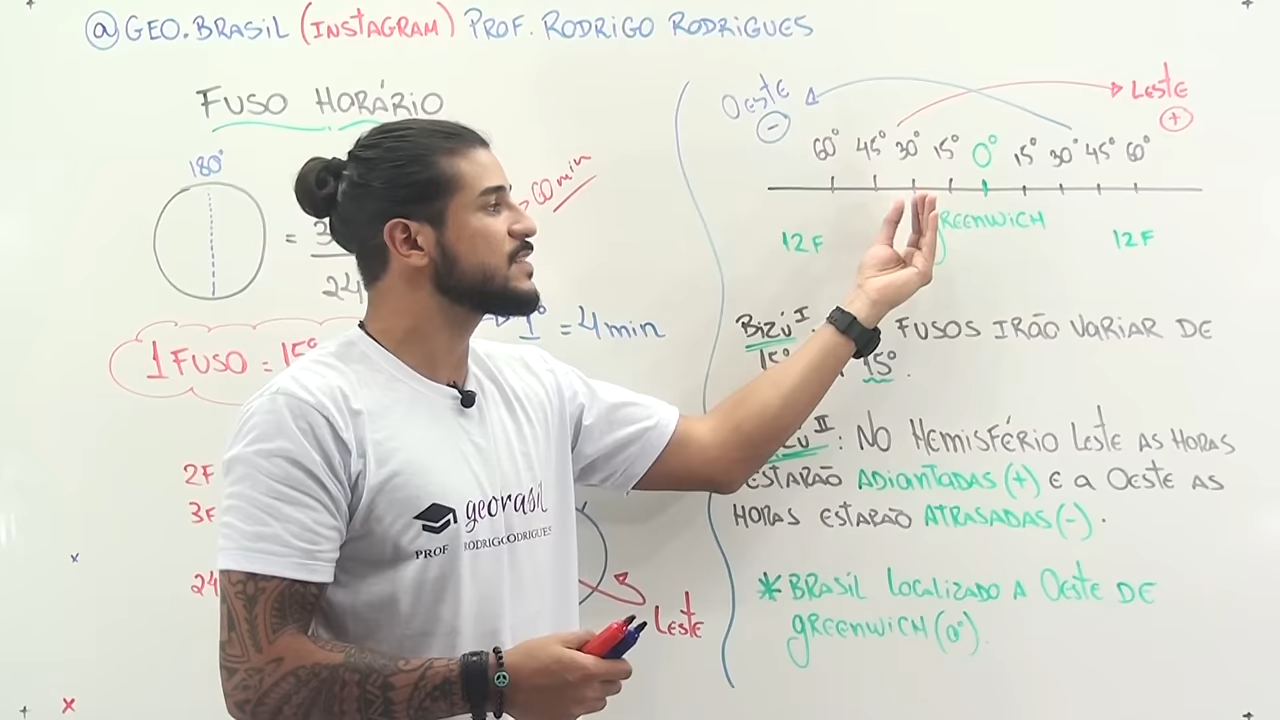 @GEO.BRASIL (INSTAGRAM) PROF. RODRIGO RODRIGUES
FUSO HORÁRIO
180°
= 3
24
60 min
1° = 4 min
1 FUSO = 15°
2F
3F
24
LESTE
georasil
PROF RODRIGO
OESTE
-
LESTE
+
60° 45° 30° 15° 0° 15° 30° 45° 60°
GREENWICH
12F 12F
BIZÚ I FUSOS IRÃO VARIAR DE
15° 15°.
II: NO HEMISFÉRIO LESTE AS HORAS
ESTARÃO ADIANTADAS (+) E A OESTE AS
HORAS ESTARÃO ATRASADAS (-).
* BRASIL LOCALIZADO A OESTE DE
GREENWICH (0°).